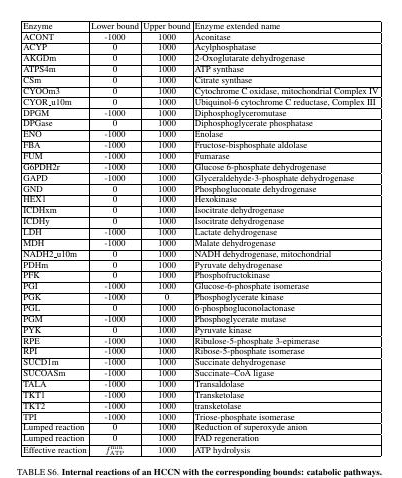 Enzyme Lower bound Upper bound Enzyme extended name
ACONT -1000 1000 Aconitase
ACYP 0 1000 Acylphosphatase
AKGDm 0 1000 2-Oxoglutarate dehydrogenase
ATPS4m 0 1000 ATP synthase
CSm 0 1000 Citrate synthase
CYOOm3 0 1000 Cytochrome C oxidase, mitochondrial Complex IV
CYOR_u10m 0 1000 Ubiquinol-6 cytochrome C reductase, Complex III
DPGM -1000 1000 Diphosphoglyceromutase
DPGase 0 1000 Diphosphoglycerate phosphatase
ENO -1000 1000 Enolase
FBA -1000 1000 Fructose-bisphosphate aldolase
FUM -1000 1000 Fumarase
G6PDH2r -1000 1000 Glucose 6-phosphate dehydrogenase
GAPD -1000 1000 Glyceraldehyde-3-phosphate dehydrogenase
GND 0 1000 Phosphogluconate dehydrogenase
HEX1 0 1000 Hexokinase
ICDHxm 0 1000 Isocitrate dehydrogenase
ICDHy 0 1000 Isocitrate dehydrogenase
LDH -1000 1000 Lactate dehydrogenase
MDH -1000 1000 Malate dehydrogenase
NADH2_u10m 0 1000 NADH dehydrogenase, mitochondrial
PDHm 0 1000 Pyruvate dehydrogenase
PFK 0 1000 Phosphofructokinase
PGI -1000 1000 Glucose-6-phosphate isomerase
PGK -1000 0 Phosphoglycerate kinase
PGL 0 1000 6-phosphogluconolactonase
PGM -1000 1000 Phosphoglycerate mutase
PYK 0 1000 Pyruvate kinase
RPE -1000 1000 Ribulose-5-phosphate 3-epimerase
RPI -1000 1000 Ribose-5-phosphate isomerase
SUCD1m -1000 1000 Succinate dehydrogenase
SUCOASm -1000 1000 Succinate–CoA ligase
TALA -1000 1000 Transaldolase
TKT1 -1000 1000 Transketolase
TKT2 -1000 1000 transketolase
TPI -1000 1000 Triose-phosphate isomerase
Lumped reaction 0 1000 Reduction of superoxyde anion
Lumped reaction 0 1000 FAD regeneration
Effective reaction f_ATP^min 1000 ATP hydrolysis
TABLE S6. Internal reactions of an HCCN with the corresponding bounds: catabolic pathways.